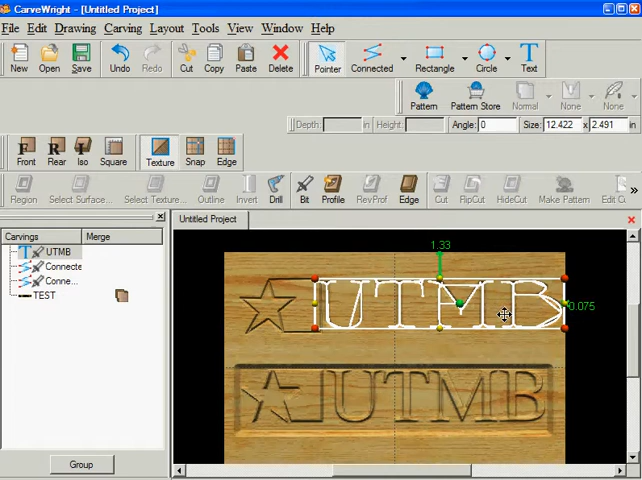 CarveWright - [Untitled Project]
File Edit Drawing Carving Layout Tools View Window Help
New Open Save Undo Redo Cut Copy Paste Delete Pointer Connected Rectangle Circle Text
Pattern Pattern Store Normal None None
Depth: in Height: in Angle: 0 Size: 12.422 x 2.491 in
Front Rear Iso Square Texture Snap Edge
Region Select Surface... Select Texture... Outline Invert Drill Bit Profile RevProf Edge Cut FlipCut HideCut Make Pattern Edit Cu »
Untitled Project
Carvings Merge
UTMB
Connecte
Conne...
TEST
1.33
UTMB
0.075
UTMB
Group